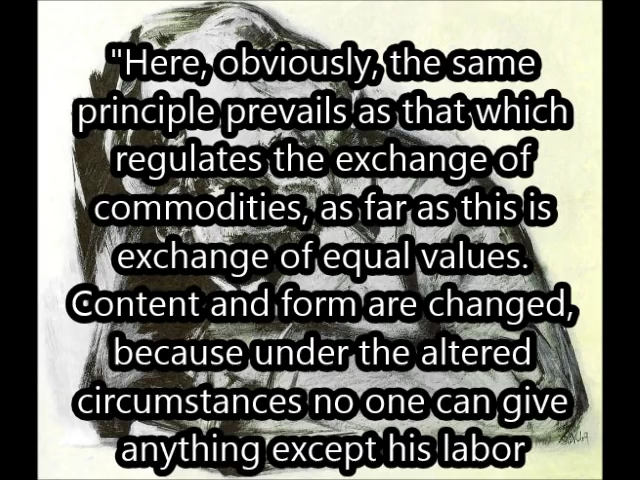 "Here, obviously, the same
principle prevails as that which
regulates the exchange of
commodities, as far as this is
exchange of equal values.
Content and form are changed,
because under the altered
circumstances no one can give
anything except his labor